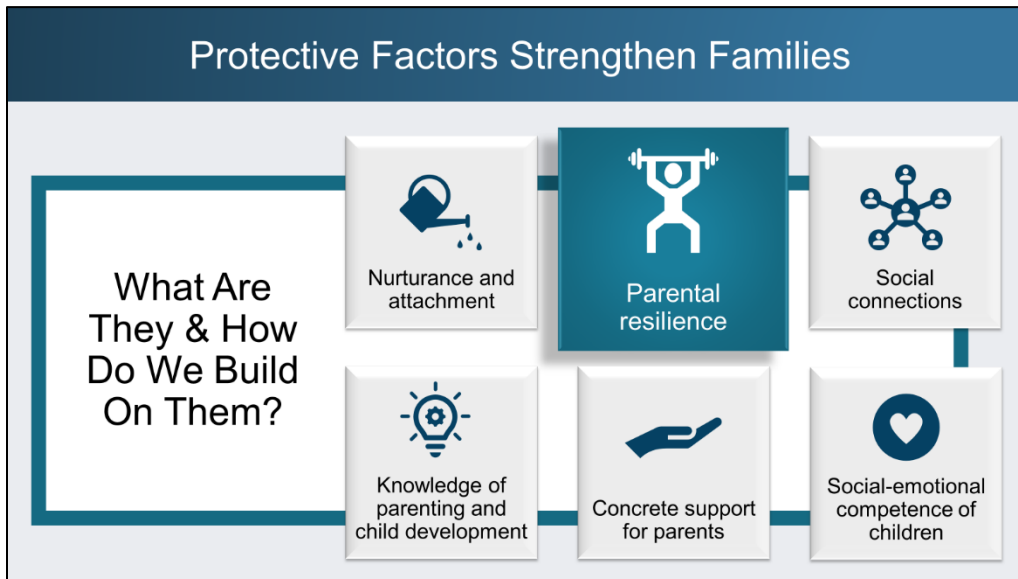 Protective Factors Strengthen Families
What Are
They & How
Do We Build
On Them?
Nurturance and
attachment
Parental
resilience
Social
connections
Knowledge of
parenting and
child development
Concrete support
for parents
Social-emotional
competence of
children